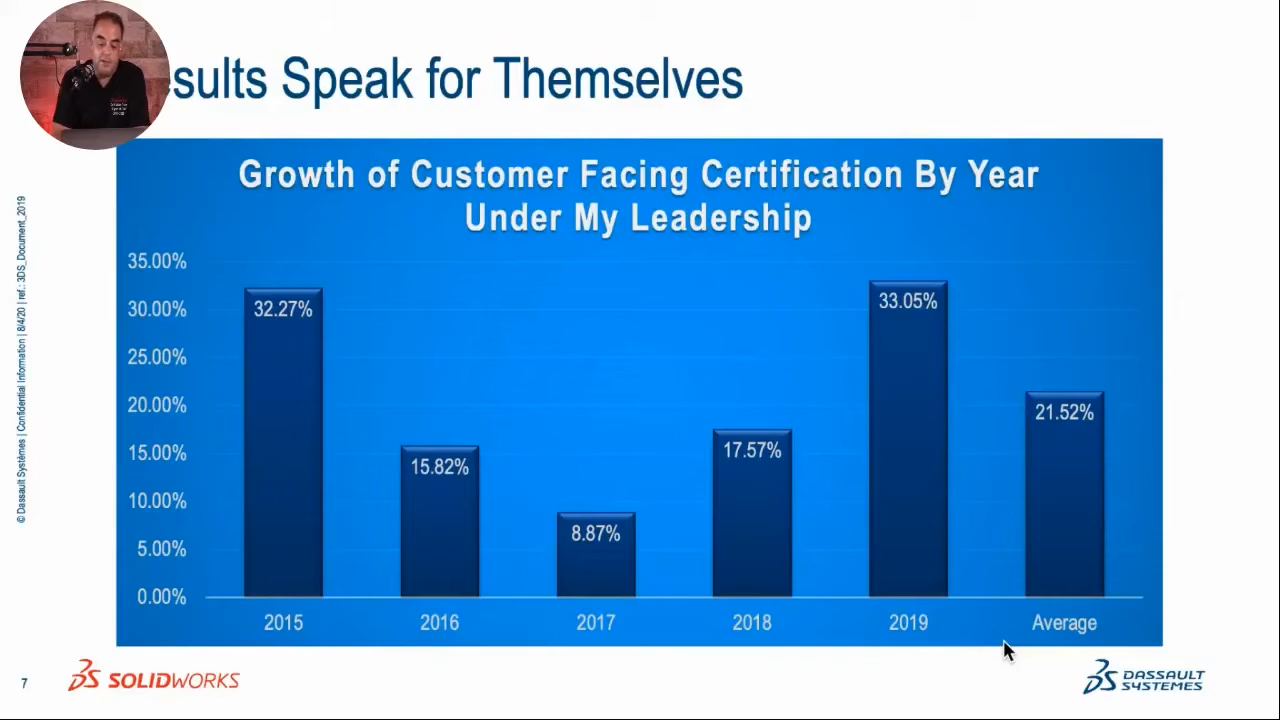 sults Speak for Themselves
Growth of Customer Facing Certification By Year
Under My Leadership
35.00%
30.00%
25.00%
20.00%
15.00%
10.00%
5.00%
0.00%
32.27%
15.82%
8.87%
17.57%
33.05%
21.52%
2015 2016 2017 2018 2019 Average
© Dassault Systèmes | Confidential Information | 8/4/20 | ref.: 3DS_Document_2019
7
SOLIDWORKS
DASSAULT
SYSTEMES